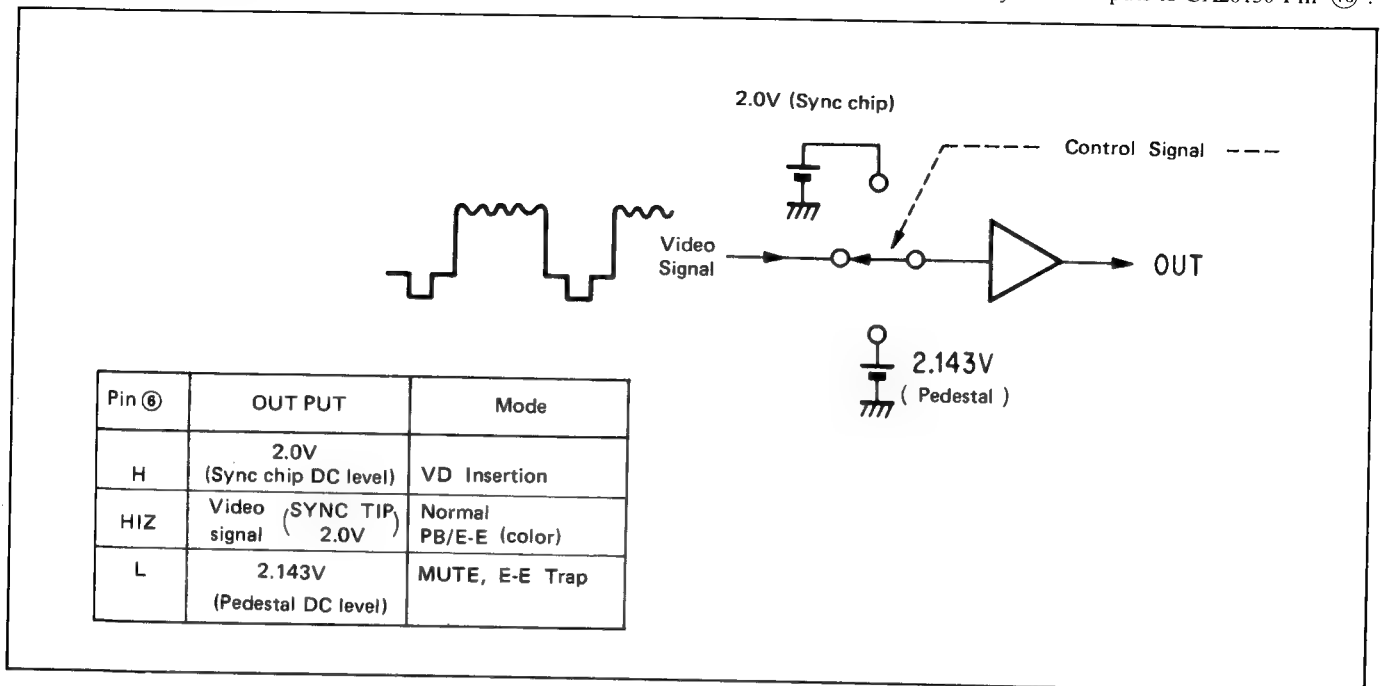 Pin ⑯ .
2.0V (Sync chip)
Control Signal
Video
Signal
OUT
2.143V
( Pedestal )
Pin ⑥ OUT PUT Mode
H 2.0V
(Sync chip DC level) VD Insertion
HIZ Video signal (SYNC TIP 2.0V) Normal
PB/E-E (color)
L 2.143V
(Pedestal DC level) MUTE, E-E Trap